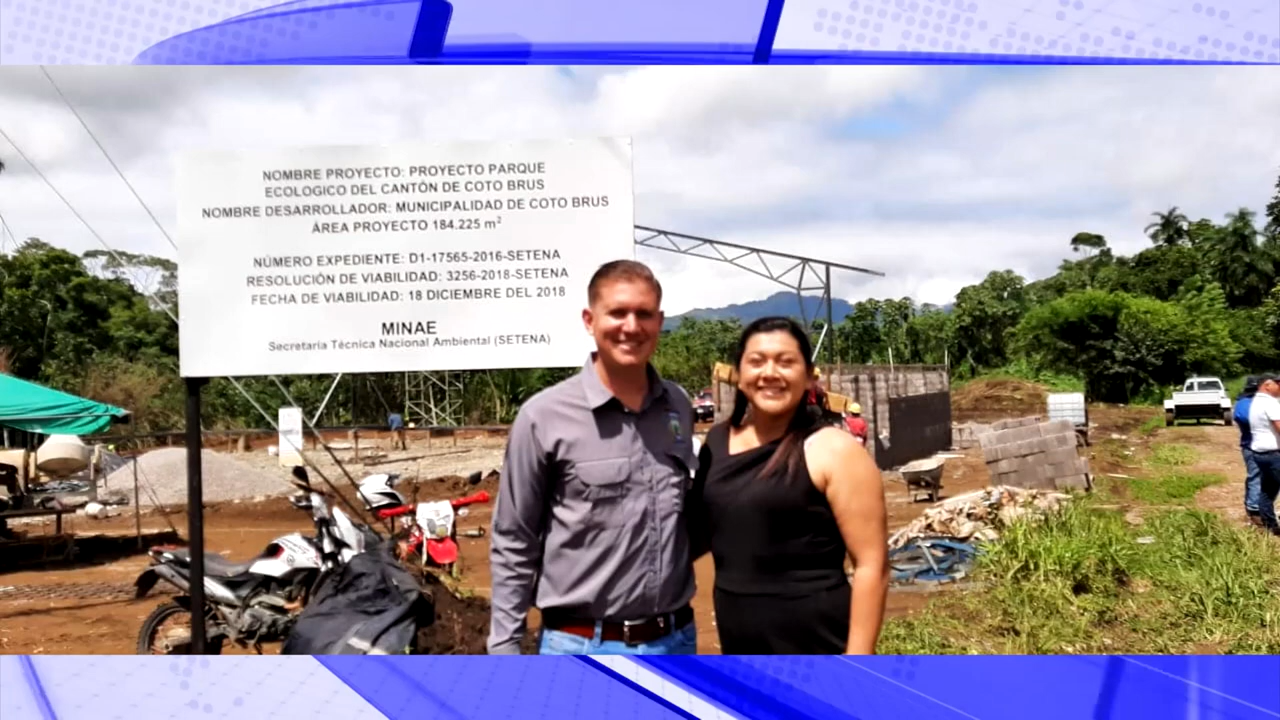 NOMBRE PROYECTO: PROYECTO PARQUE
ECOLOGICO DEL CANTÓN DE COTO BRUS
NOMBRE DESARROLLADOR: MUNICIPALIDAD DE COTO BRUS
ÁREA PROYECTO 184.225 m²
NÚMERO EXPEDIENTE: D1-17565-2016-SETENA
RESOLUCIÓN DE VIABILIDAD: 3256-2018-SETENA
FECHA DE VIABILIDAD: 18 DICIEMBRE DEL 2018
MINAE
Secretaria Técnica Nacional Ambiental (SETENA)